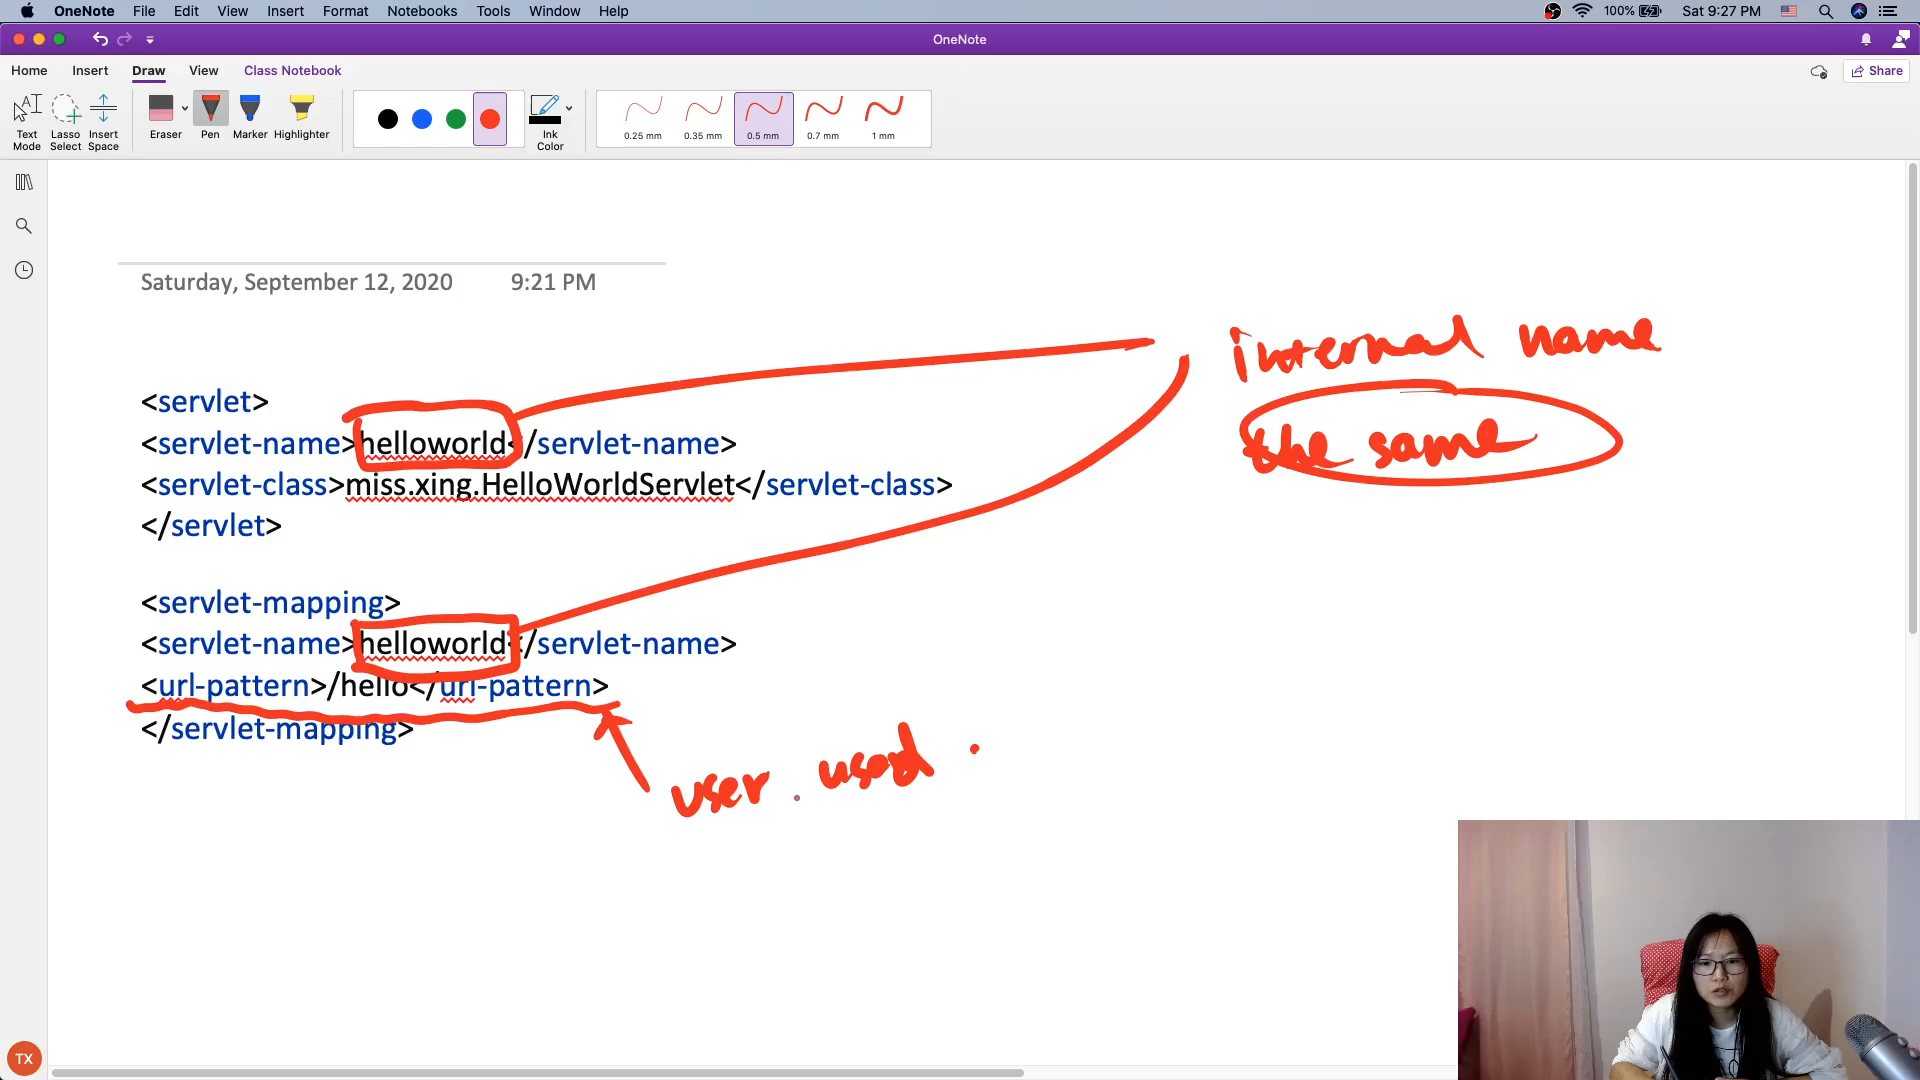 OneNote File Edit View Insert Format Notebooks Tools Window Help 100% Sat 9:27 PM
OneNote
Home Insert Draw View Class Notebook Share
Text Mode Lasso Select Insert Space Eraser Pen Marker Highlighter Ink Color 0.25 mm 0.35 mm 0.5 mm 0.7 mm 1 mm
Saturday, September 12, 2020 9:21 PM
internal name
the same
<servlet>
<servlet-name>helloworld</servlet-name>
<servlet-class>miss.xing.HelloWorldServlet</servlet-class>
</servlet>
<servlet-mapping>
<servlet-name>helloworld</servlet-name>
<url-pattern>/hello</url-pattern>
</servlet-mapping>
user used
TX